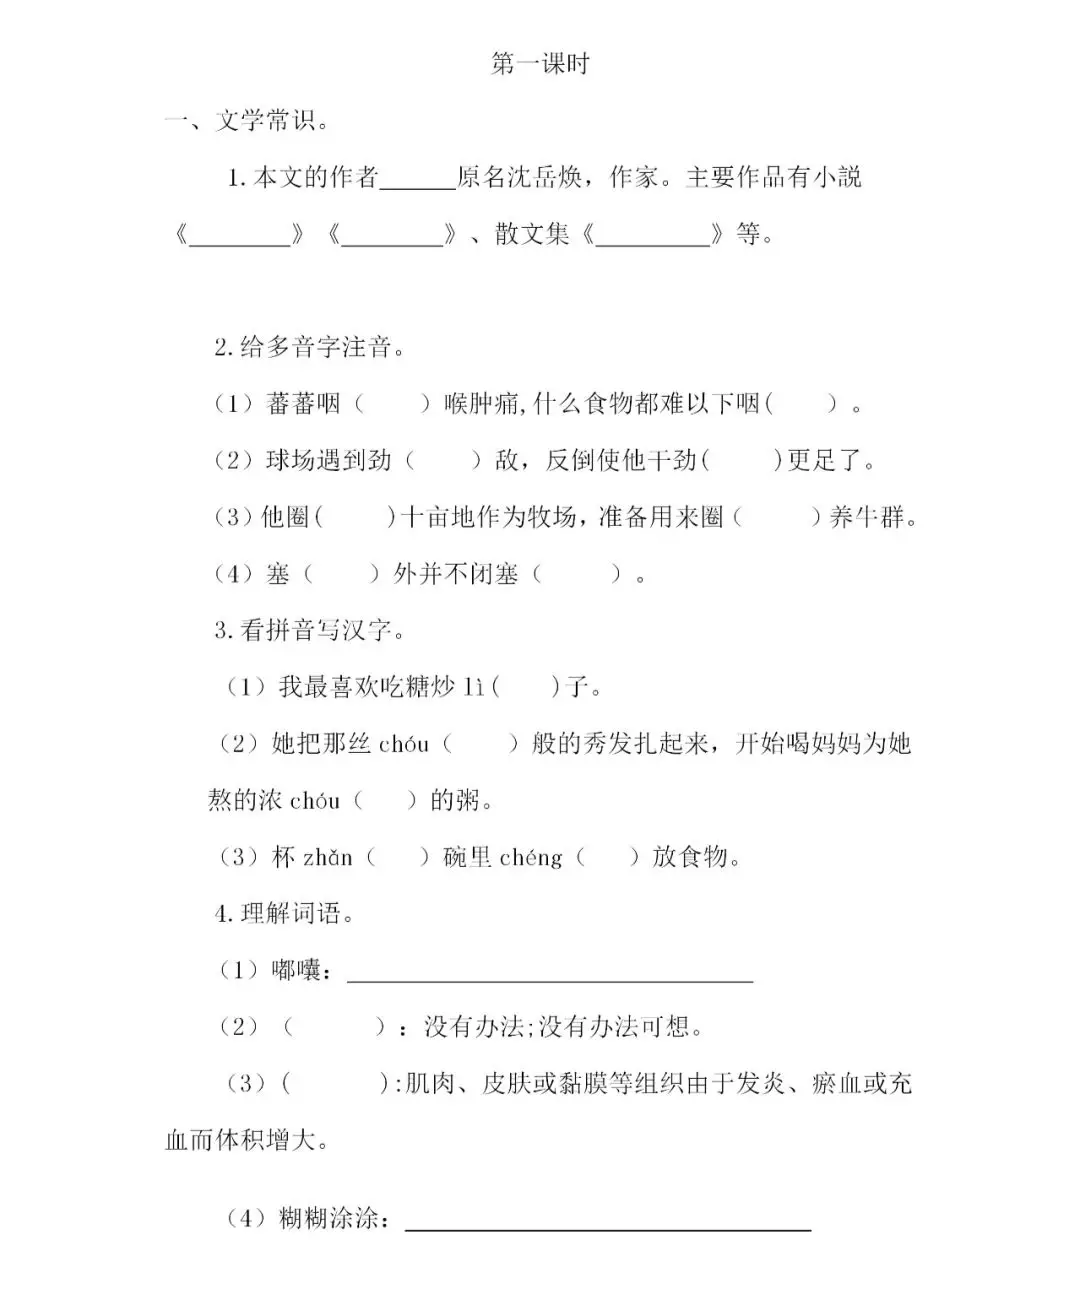 第一课时
一、文学常识。
1.本文的作者______原名沈岳焕，作家。主要作品有小説
《________》《________》、散文集《_________》等。
2.给多音字注音。
（1）蕃蕃咽（　　）喉肿痛,什么食物都难以下咽(　　)。
（2）球场遇到劲（　　）敌，反倒使他干劲(　　)更足了。
（3）他圈(　　)十亩地作为牧场，准备用来圈（　　）养牛群。
（4）塞（　　）外并不闭塞（　　）。
3.看拼音写汉字。
（1）我最喜欢吃糖炒 lì(　　)子。
（2）她把那丝 chóu（　　）般的秀发扎起来，开始喝妈妈为她
熬的浓 chóu（　　）的粥。
（3）杯 zhǎn（　　）碗里 chéng（　　）放食物。
4.理解词语。
（1）嘟囔：________________________________
（2）（　　）：没有办法;没有办法可想。
（3）(　　):肌肉、皮肤或黏膜等组织由于发炎、瘀血或充
血而体积增大。
（4）糊糊涂涂：________________________________